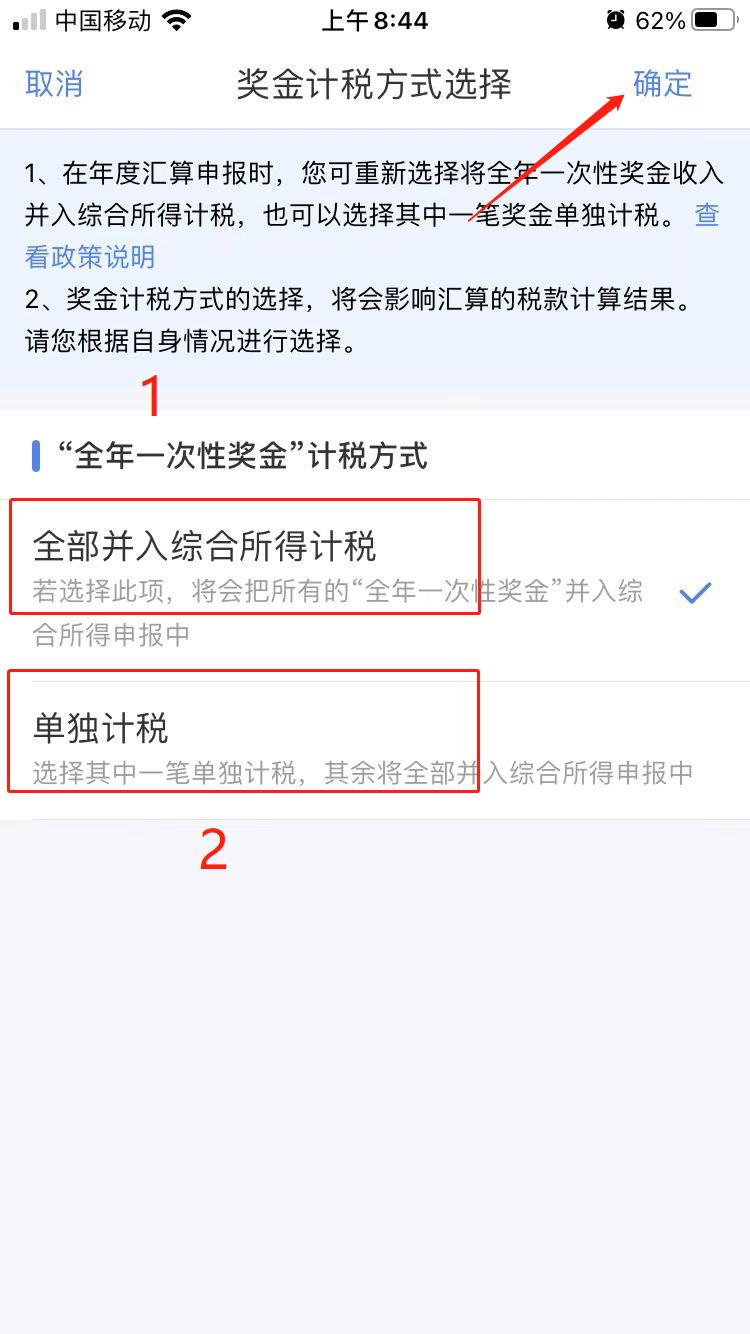 中国移动 上午8:44 62%
取消 奖金计税方式选择 确定
1、在年度汇算申报时，您可重新选择将全年一次性奖金收入
并入综合所得计税，也可以选择其中一笔奖金单独计税。 查
看政策说明
2、奖金计税方式的选择，将会影响汇算的税款计算结果。
请您根据自身情况进行选择。
1
“全年一次性奖金”计税方式
全部并入综合所得计税
若选择此项，将会把所有的“全年一次性奖金”并入综
合所得申报中
单独计税
选择其中一笔单独计税，其余将全部并入综合所得申报中
2